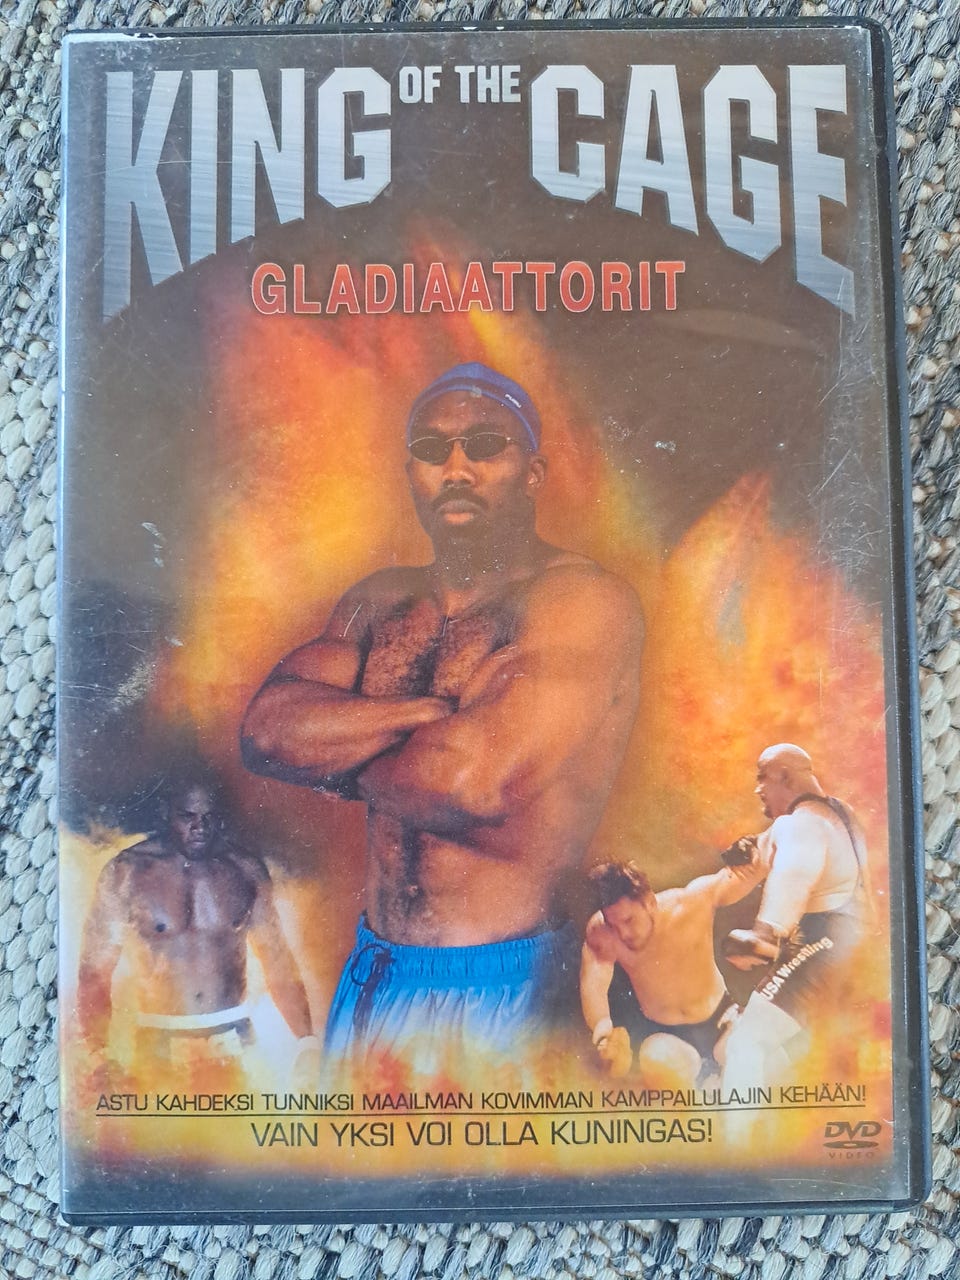 KING OF THE CAGE
GLADIAATTORIT
USA Wrestling
ASTU KAHDEKSI TUNNIKSI MAAILMAN KOVIMMAN KAMPPAILULAJIN KEHÄÄN!
VAIN YKSI VOI OLLA KUNINGAS!
DVD
VIDEO